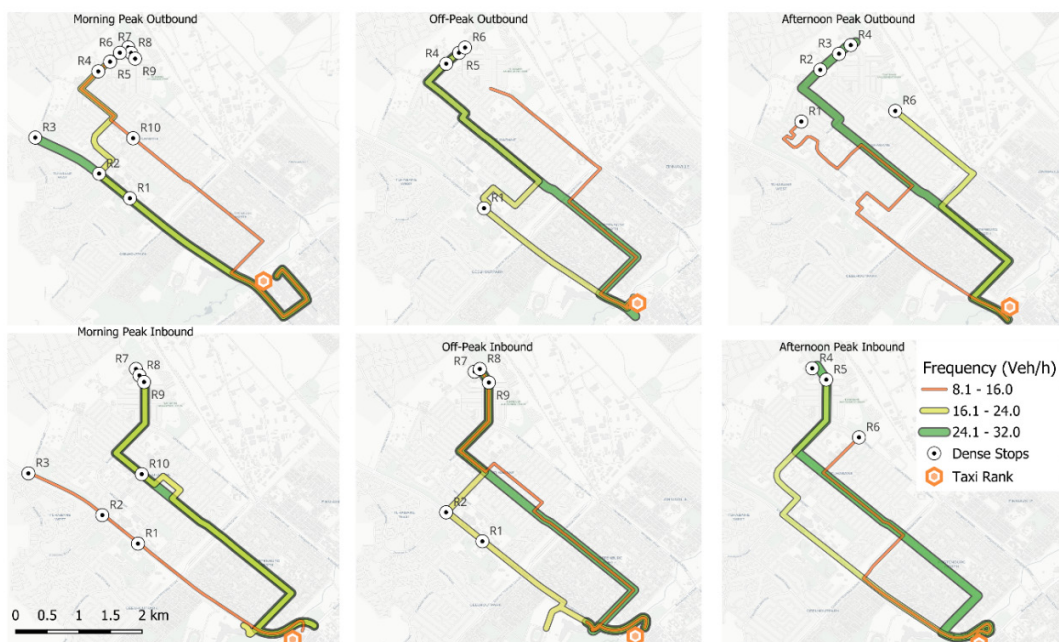 Morning Peak Outbound
R7
R6
R8
R4
R5
R9
R3
R10
R2
R1
Off-Peak Outbound
R6
R4
R5
R1
Afternoon Peak Outbound
R4
R3
R2
R1
R6
Morning Peak Inbound
R7
R8
R9
R3
R10
R2
R1
0 0.5 1 1.5 2 km
Off-Peak Inbound
R8
R7
R9
R2
R1
Afternoon Peak Inbound
R4
R5
R6
Frequency (Veh/h)
8.1 - 16.0
16.1 - 24.0
24.1 - 32.0
Dense Stops
Taxi Rank